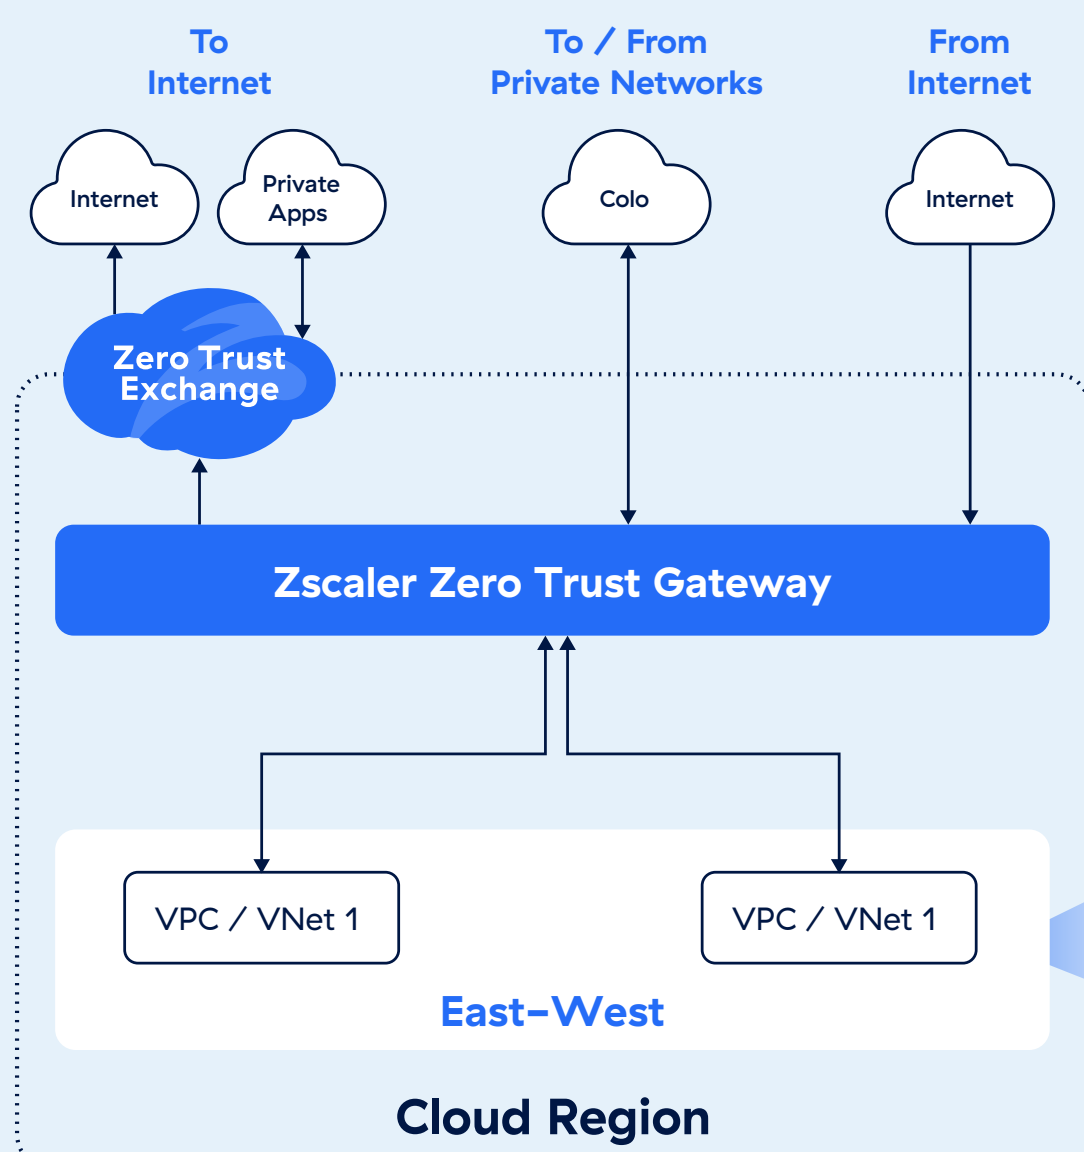 To
Internet
To / From
Private Networks
From
Internet
Internet
Private
Apps
Colo
Internet
Zero Trust
Exchange
Zscaler Zero Trust Gateway
VPC / VNet 1
VPC / VNet 1
East-West
Cloud Region